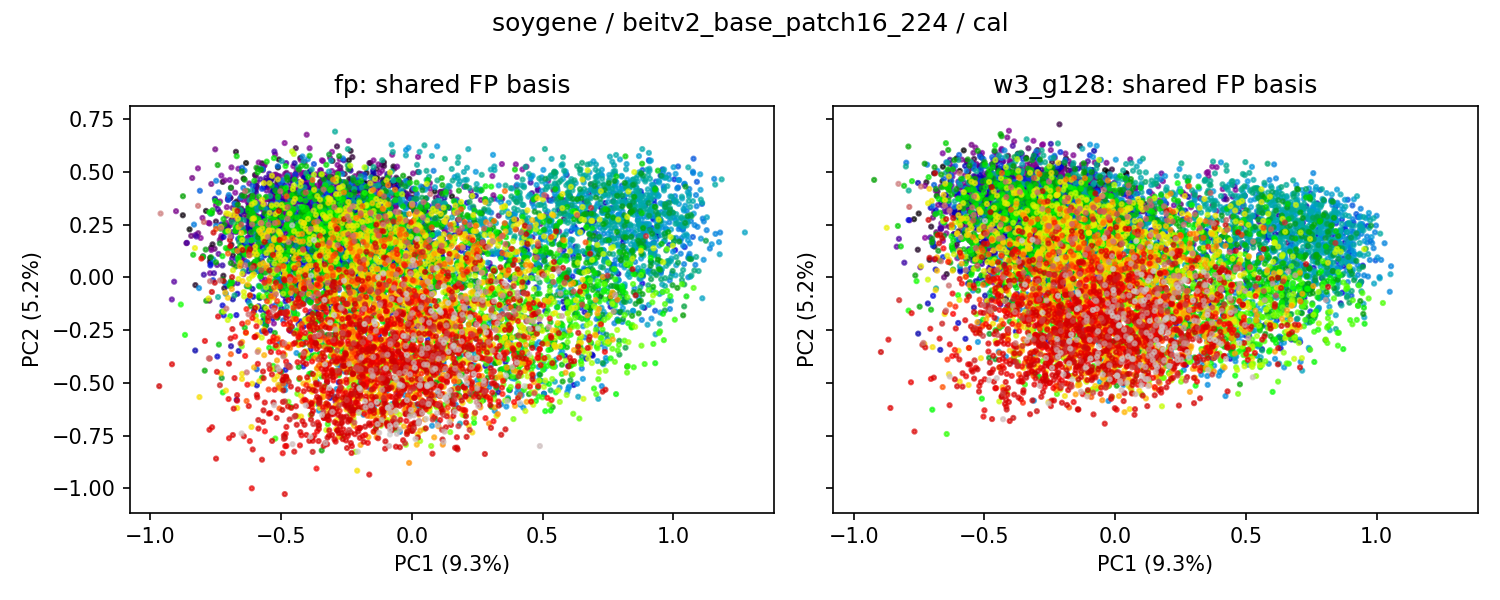 soygene / beitv2_base_patch16_224 / cal
fp: shared FP basis
w3_g128: shared FP basis
0.75
0.50
0.25
0.00
−0.25
−0.50
−0.75
−1.00
PC2 (5.2%)
PC2 (5.2%)
−1.0
−0.5
0.0
0.5
1.0
−1.0
−0.5
0.0
0.5
1.0
PC1 (9.3%)
PC1 (9.3%)